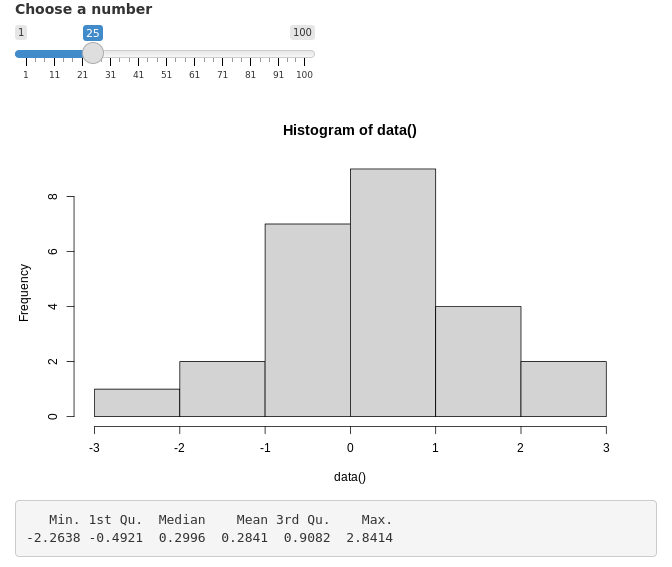 Choose a number
1 25 100
1 11 21 31 41 51 61 71 81 91 100
Histogram of data()
Frequency
8
6
4
2
0
-3 -2 -1 0 1 2 3
data()
Min. 1st Qu. Median Mean 3rd Qu. Max.
-2.2638 -0.4921 0.2996 0.2841 0.9082 2.8414